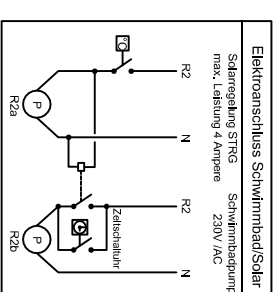 Elektroanschluss Schwimmbad/Solar
Solarregelung STRG
max. Leistung 4 Ampere
Schwimmbadpump
230V /AC
R2
N
R2
N
°C
Zeitschaltuhr
P
R2a
P
R2b